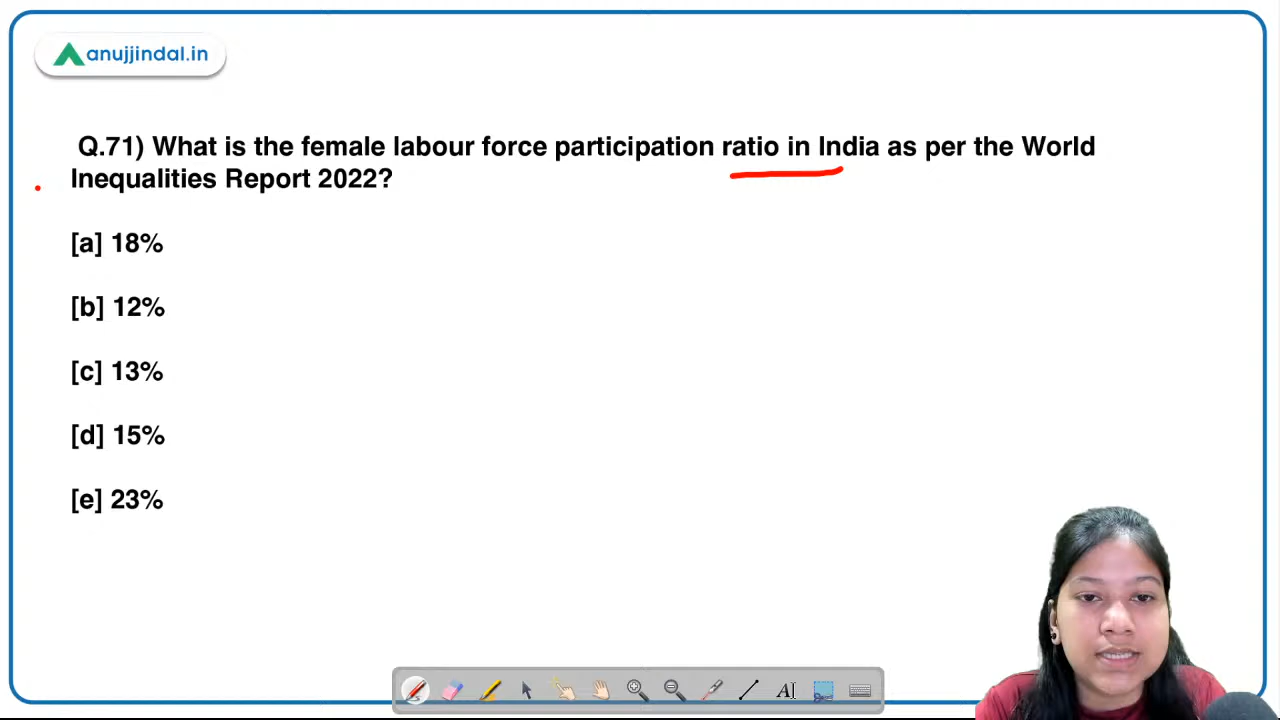 anujjindal.in
Q.71) What is the female labour force participation ratio in India as per the World
Inequalities Report 2022?
[a] 18%
[b] 12%
[c] 13%
[d] 15%
[e] 23%
A